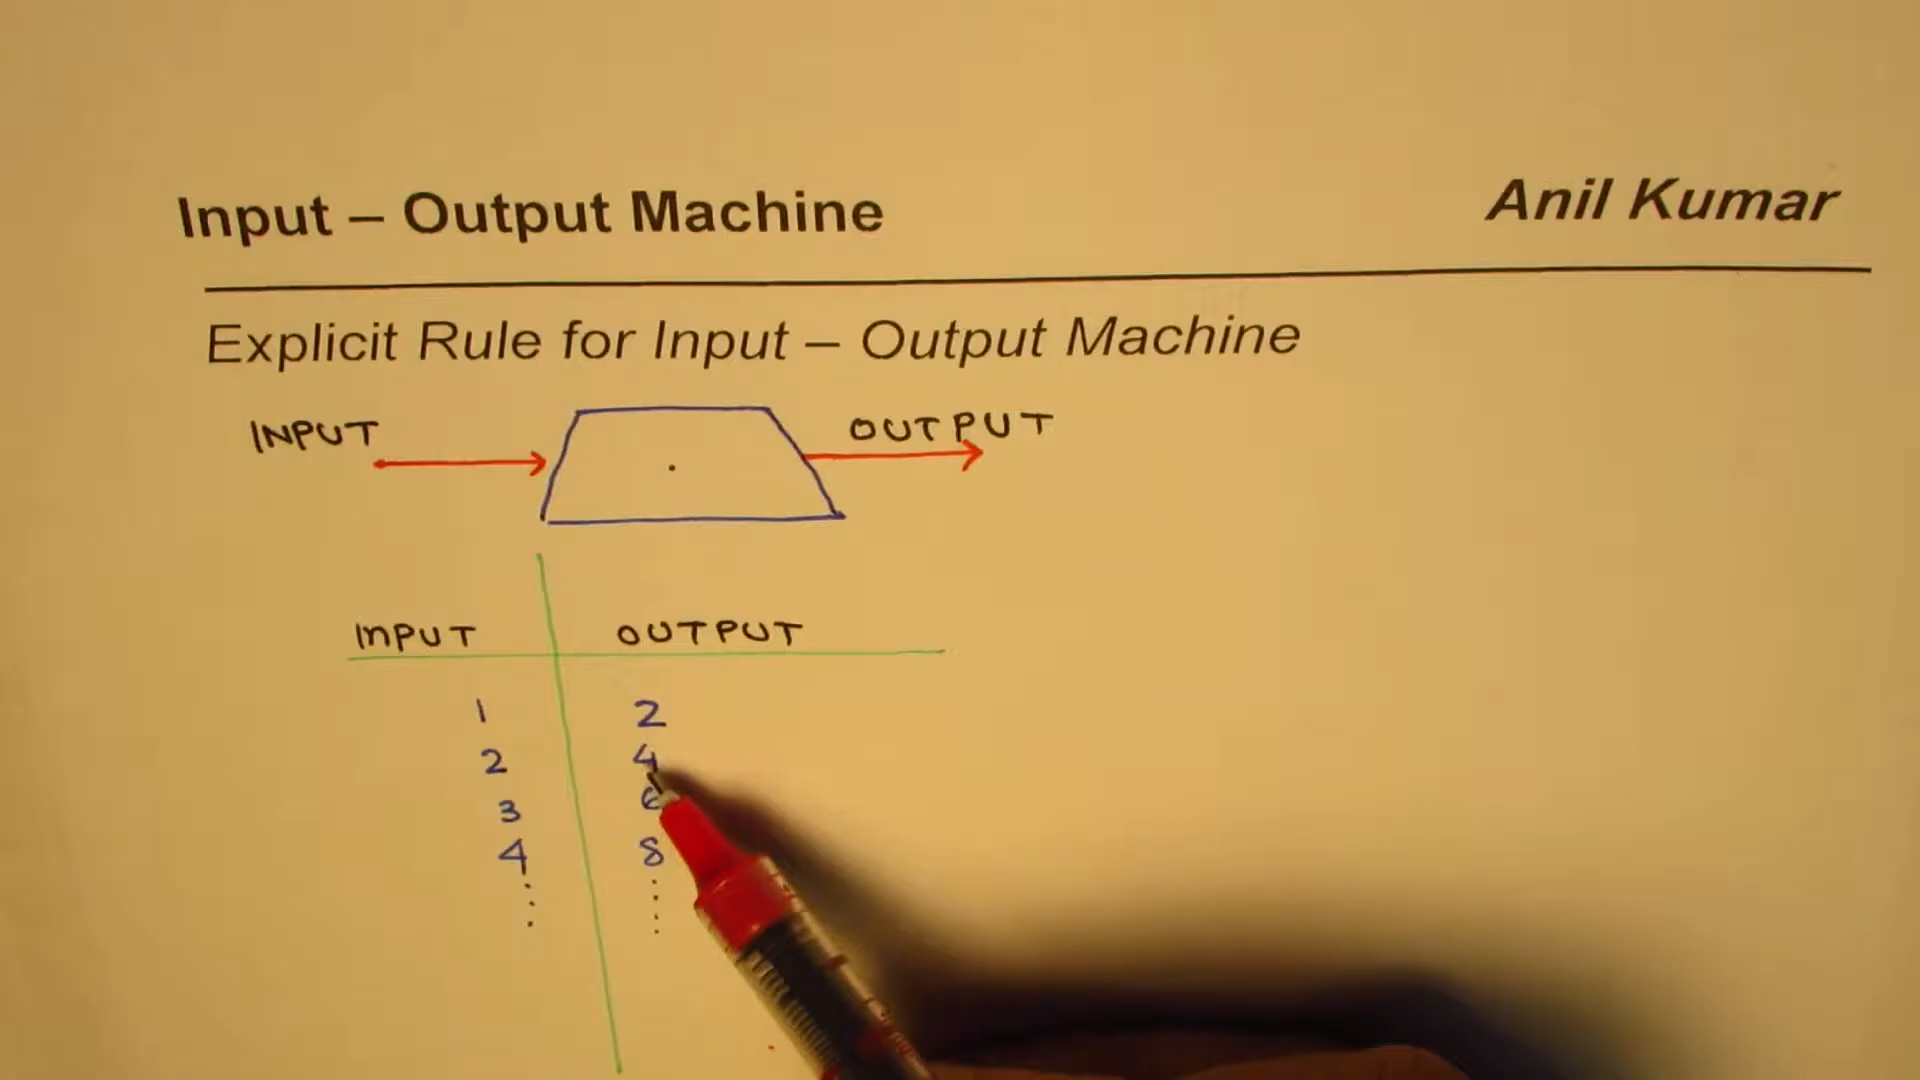 Input – Output Machine
Anil Kumar
Explicit Rule for Input – Output Machine
INPUT
OUTPUT
INPUT OUTPUT
1 2
2 4
3 6
4 8